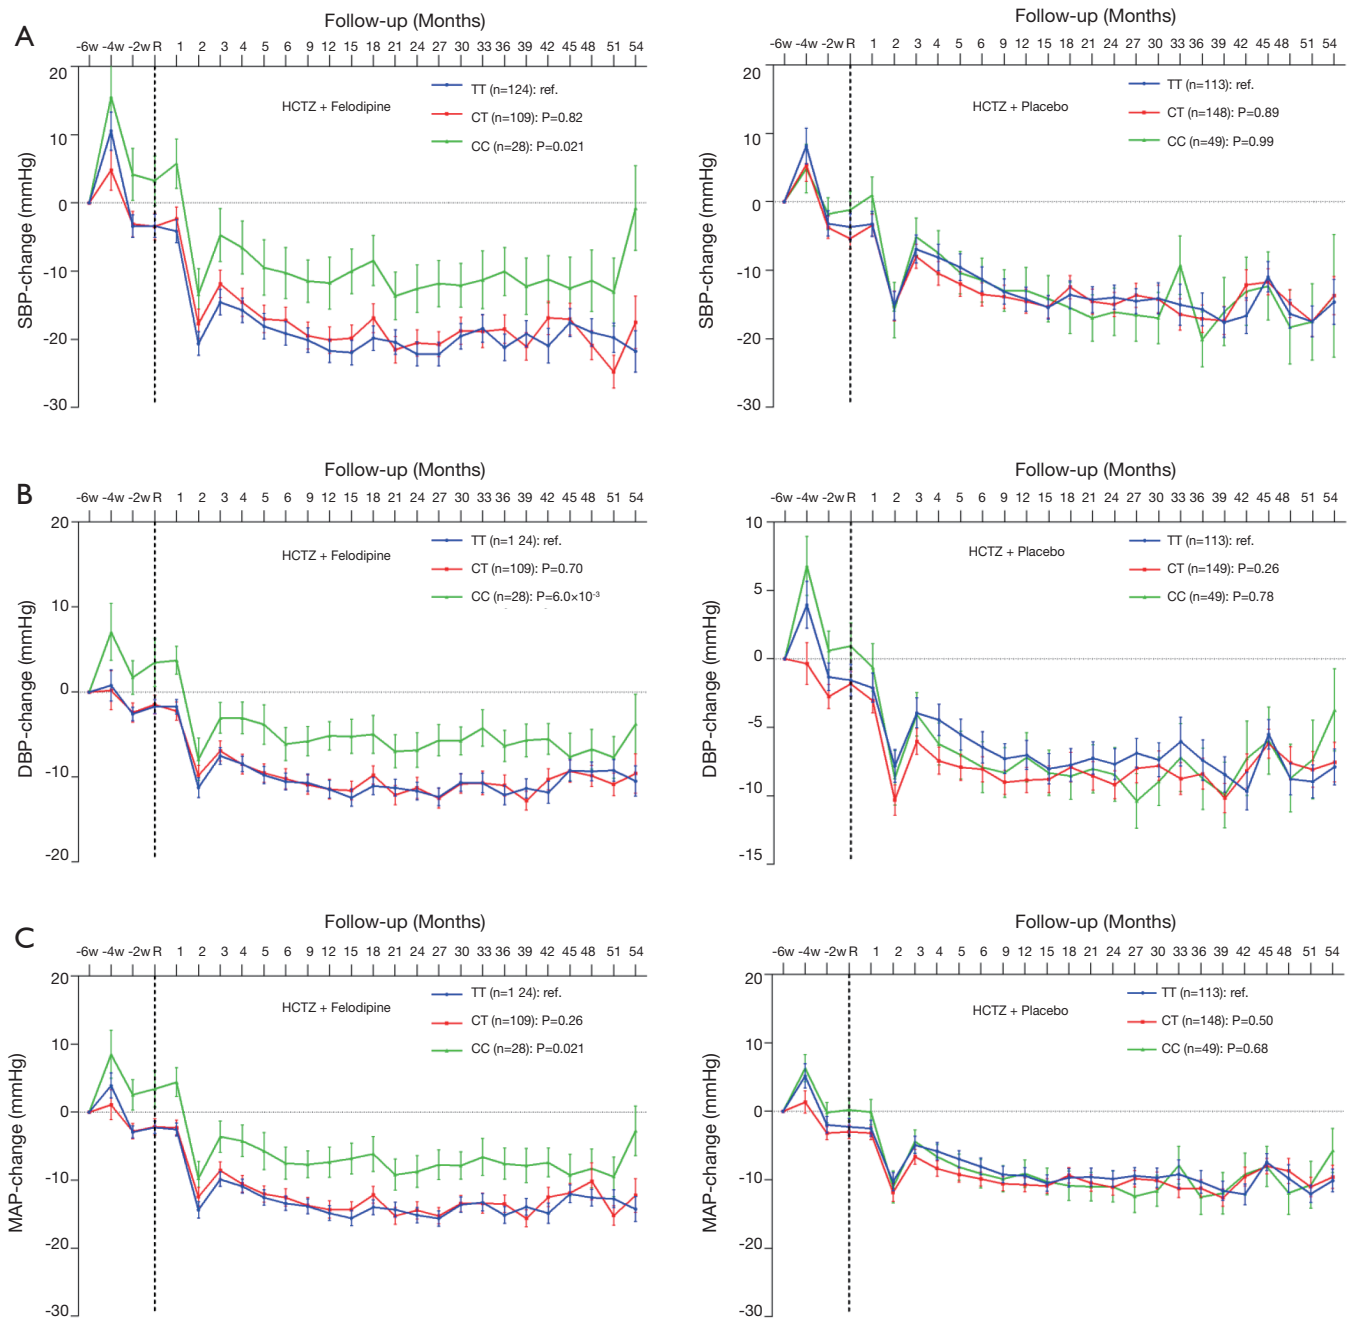 A
Follow-up (Months)
-6w -4w -2w R 1 2 3 4 5 6 9 12 15 18 21 24 27 30 33 36 39 42 45 48 51 54
20
10
0
-10
-20
-30
SBP-change (mmHg)
HCTZ + Felodipine
TT (n=124): ref.
CT (n=109): P=0.82
CC (n=28): P=0.021
Follow-up (Months)
-6w -4w -2w R 1 2 3 4 5 6 9 12 15 18 21 24 27 30 33 36 39 42 45 48 51 54
20
10
0
-10
-20
-30
SBP-change (mmHg)
HCTZ + Placebo
TT (n=113): ref.
CT (n=148): P=0.89
CC (n=49): P=0.99
B
Follow-up (Months)
-6w -4w -2w R 1 2 3 4 5 6 9 12 15 18 21 24 27 30 33 36 39 42 45 48 51 54
20
10
0
-10
-20
DBP-change (mmHg)
HCTZ + Felodipine
TT (n=1 24): ref.
CT (n=109): P=0.70
CC (n=28): P=6.0×10⁻³
Follow-up (Months)
-6w -4w -2w R 1 2 3 4 5 6 9 12 15 18 21 24 27 30 33 36 39 42 45 48 51 54
10
5
0
-5
-10
-15
DBP-change (mmHg)
HCTZ + Placebo
TT (n=113): ref.
CT (n=149): P=0.26
CC (n=49): P=0.78
C
Follow-up (Months)
-6w -4w -2w R 1 2 3 4 5 6 9 12 15 18 21 24 27 30 33 36 39 42 45 48 51 54
20
10
0
-10
-20
-30
MAP-change (mmHg)
HCTZ + Felodipine
TT (n=1 24): ref.
CT (n=109): P=0.26
CC (n=28): P=0.021
Follow-up (Months)
-6w -4w -2w R 1 2 3 4 5 6 9 12 15 18 21 24 27 30 33 36 39 42 45 48 51 54
20
10
0
-10
-20
-30
MAP-change (mmHg)
HCTZ + Placebo
TT (n=113): ref.
CT (n=148): P=0.50
CC (n=49): P=0.68